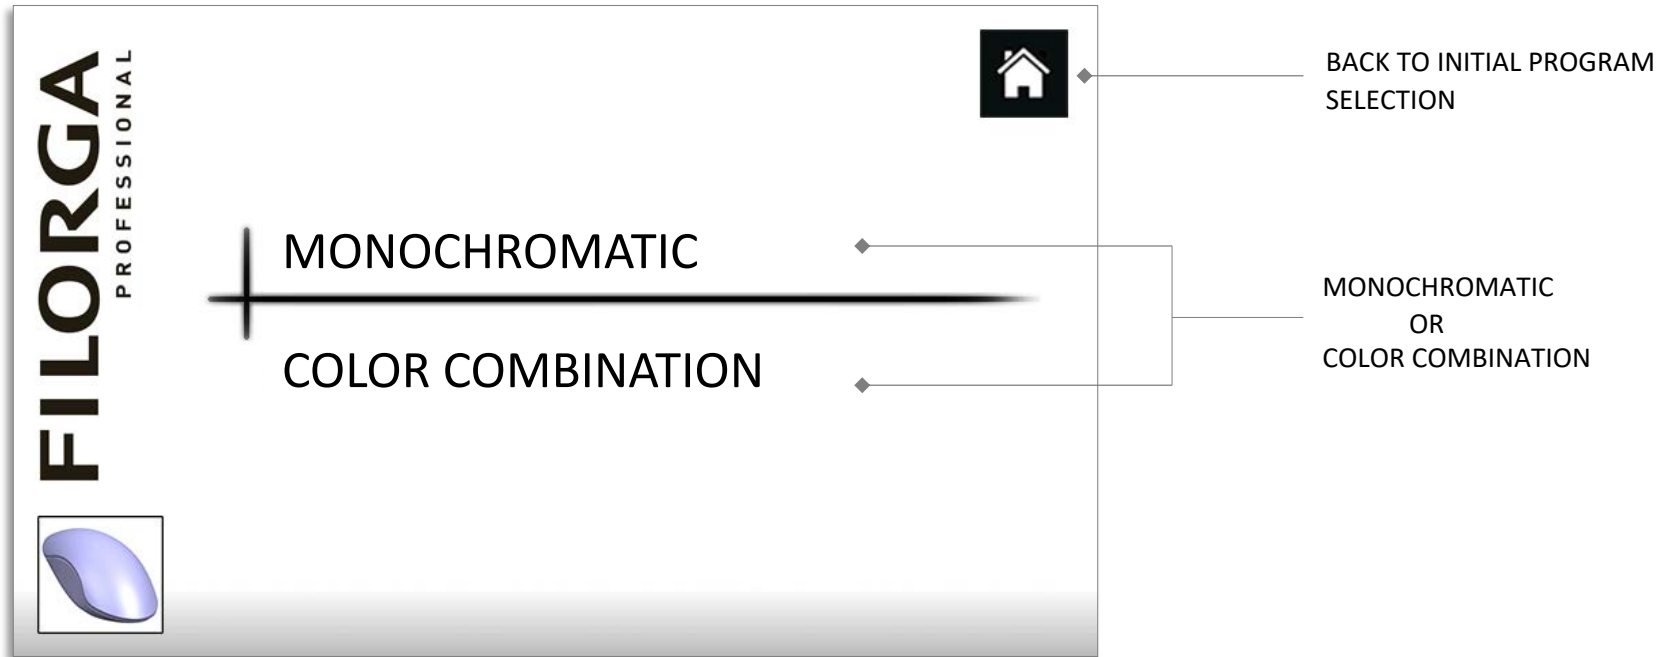 FILORGA
PROFESSIONAL
MONOCHROMATIC
COLOR COMBINATION
BACK TO INITIAL PROGRAM
SELECTION
MONOCHROMATIC
OR
COLOR COMBINATION